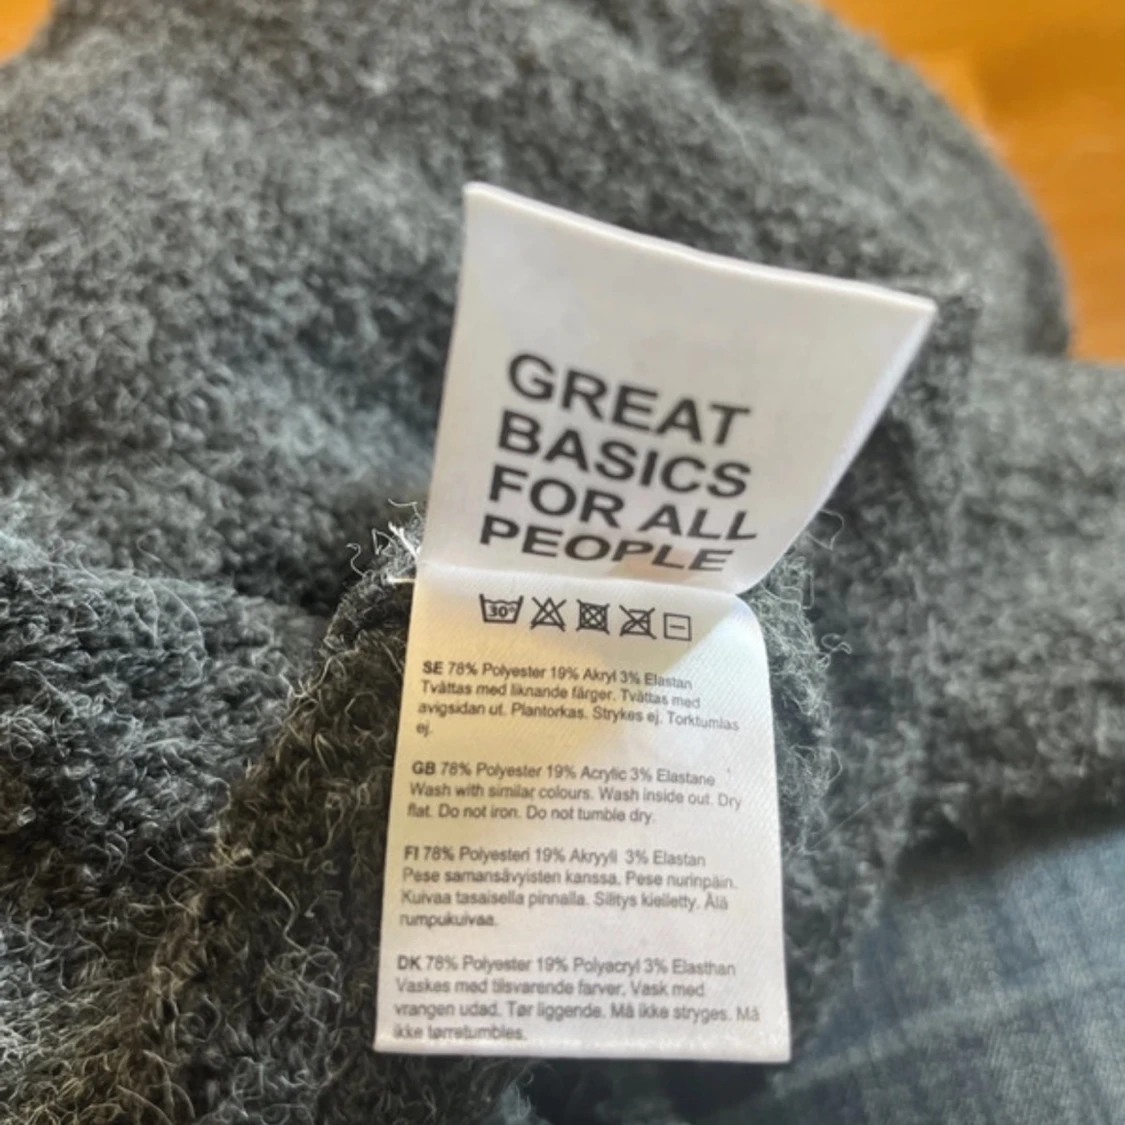 GREAT
BASICS
FOR ALL
PEOPLE
30°
SE 78% Polyester 19% Akryl 3% Elastan
Tvättas med liknande färger. Tvättas med
avigsidan ut. Plantorkas. Strykes ej. Torktumlas
ej.
GB 78% Polyester 19% Acrylic 3% Elastane
Wash with similar colours. Wash inside out. Dry
flat. Do not iron. Do not tumble dry.
FI 78% Polyesteri 19% Akryyli 3% Elastan
Pese samansävyisten kanssa. Pese nurinpäin.
Kuivaa tasaisella pinnalla. Silitys kielletty. Älä
rumpukuivaa.
DK 78% Polyester 19% Polyacryl 3% Elasthan
Vaskes med tilsvarende farver. Vask med
vrangen udad. Tør liggende. Må ikke stryges. Må
ikke tørretumbles.